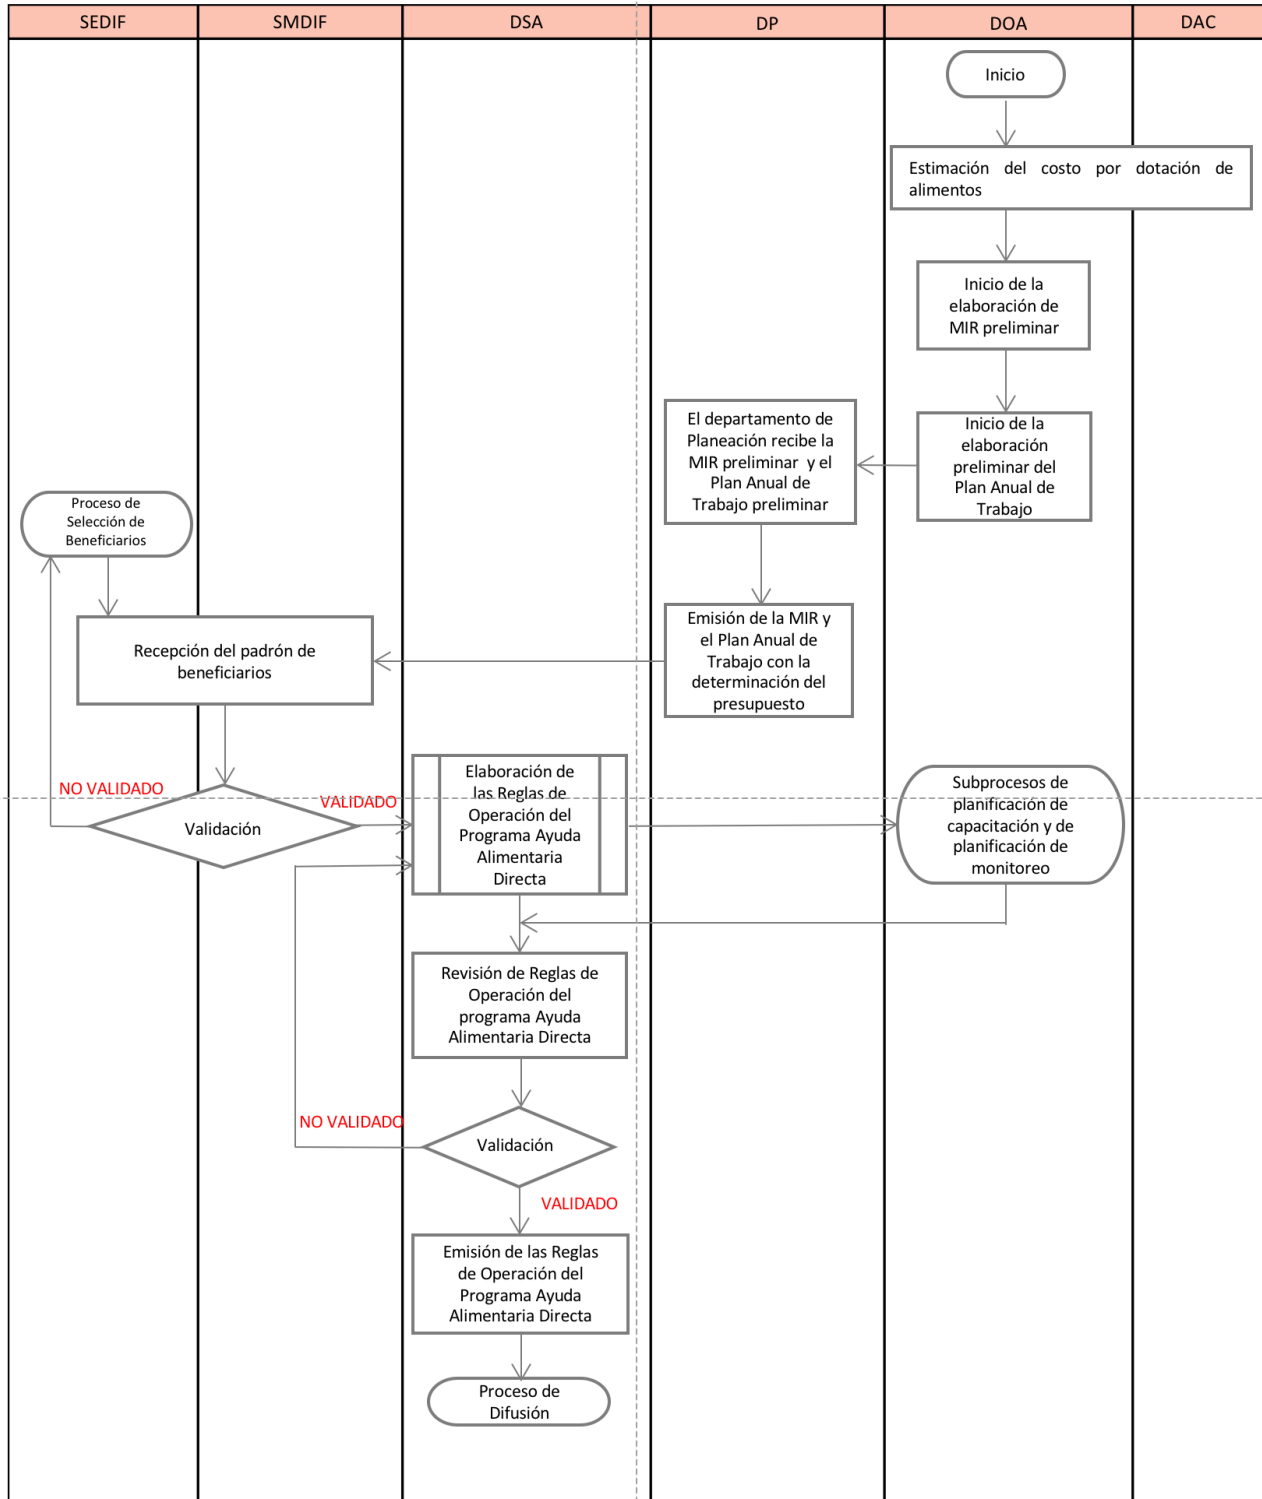 SEDIF
SMDIF
DSA
DP
DOA
DAC
Inicio
Estimación del costo por dotación de
alimentos
Inicio de la
elaboración de
MIR preliminar
Inicio de la
elaboración
preliminar del
Plan Anual de
Trabajo
El departamento de
Planeación recibe la
MIR preliminar y el
Plan Anual de
Trabajo preliminar
Proceso de
Selección de
Beneficiarios
Emisión de la MIR y
el Plan Anual de
Trabajo con la
determinación del
presupuesto
Recepción del padrón de
beneficiarios
NO VALIDADO
Validación
VALIDADO
Elaboración de
las Reglas de
Operación del
Programa Ayuda
Alimentaria
Directa
Subprocesos de
planificación de
capacitación y de
planificación de
monitoreo
Revisión de Reglas de
Operación del
programa Ayuda
Alimentaria Directa
NO VALIDADO
Validación
VALIDADO
Emisión de las Reglas
de Operación del
Programa Ayuda
Alimentaria Directa
Proceso de
Difusión